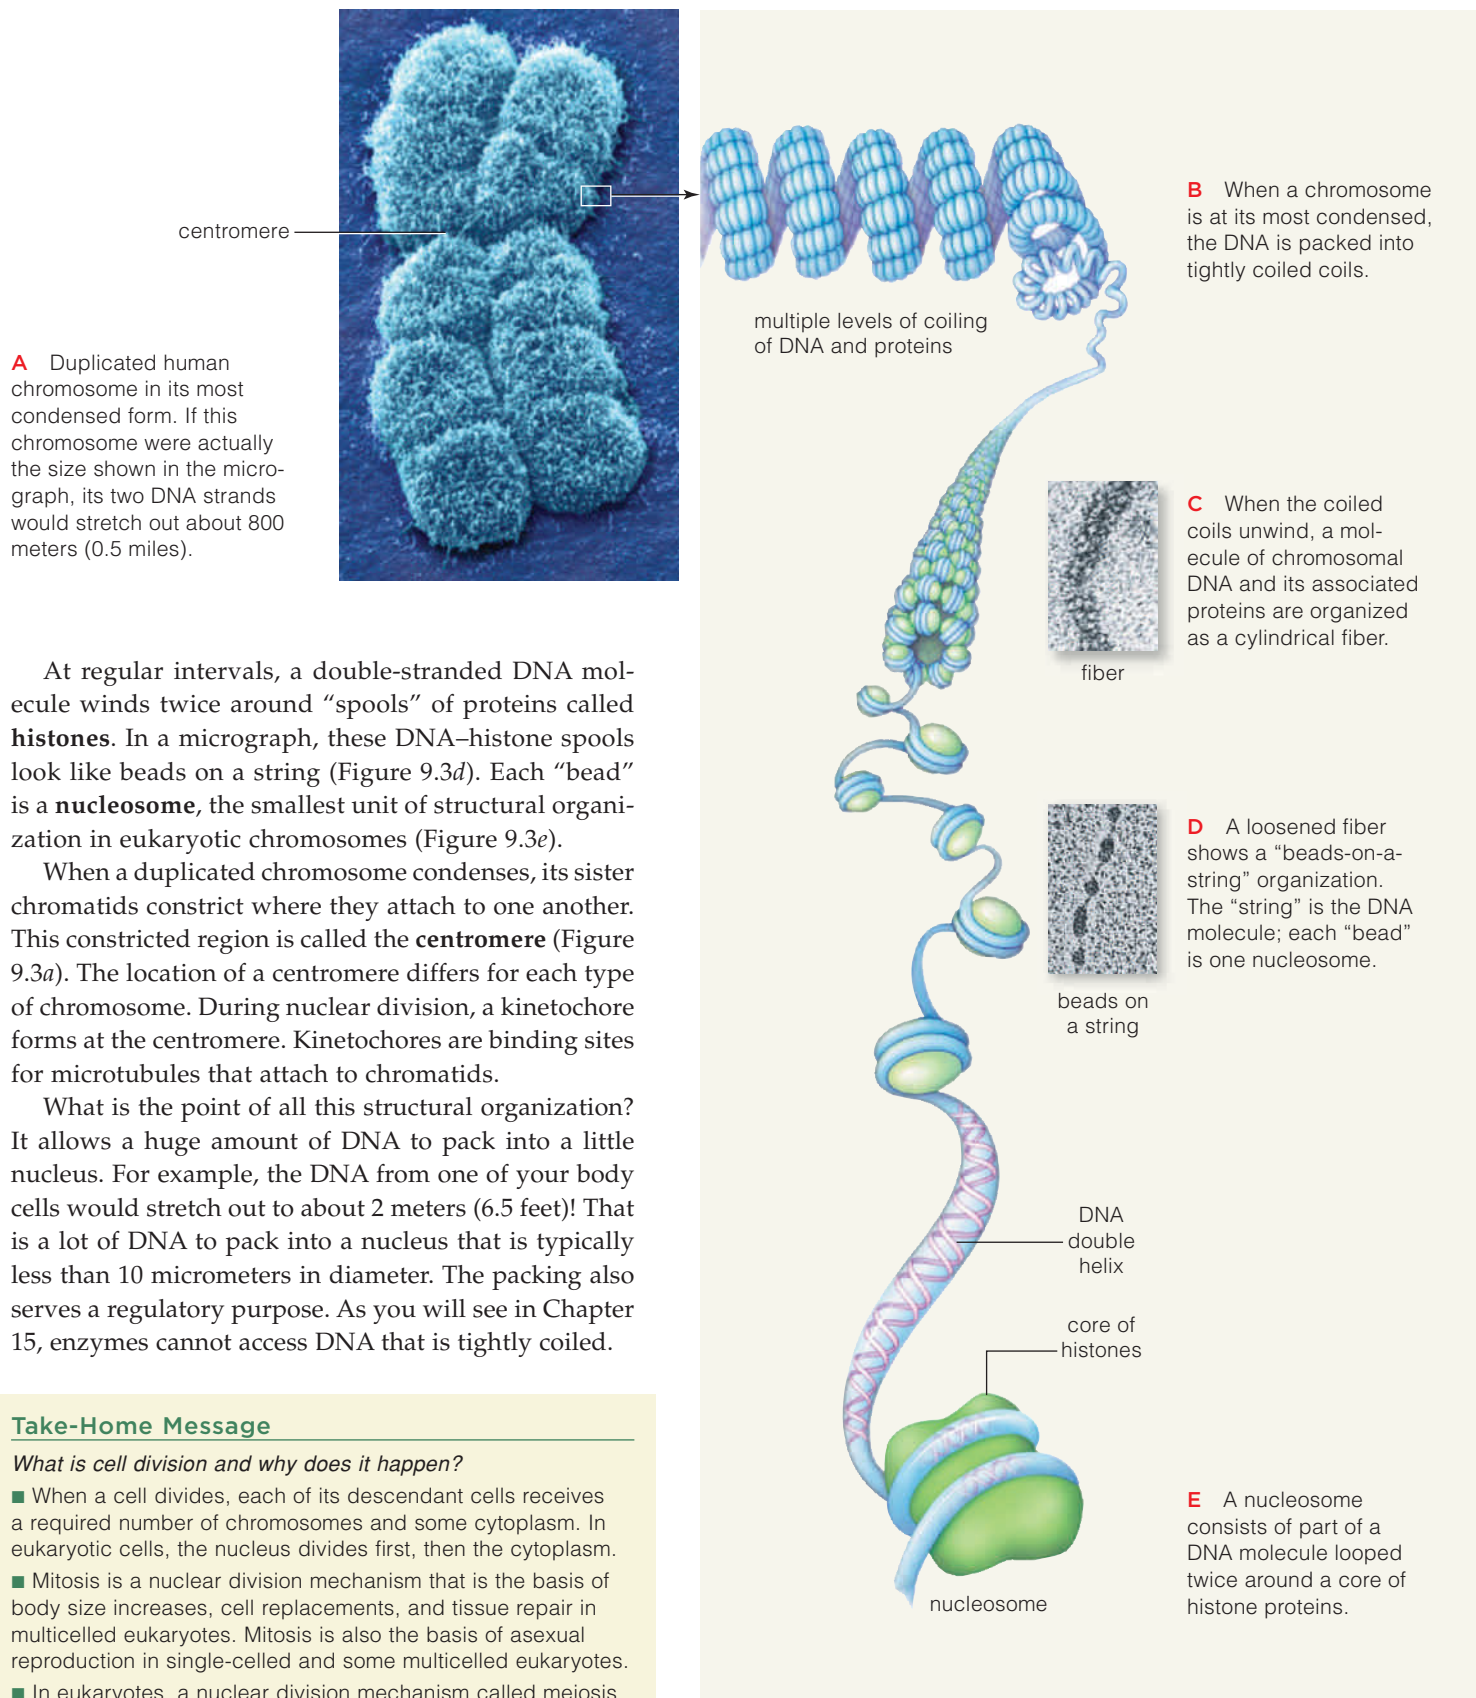 centromere
A Duplicated human
chromosome in its most
condensed form. If this
chromosome were actually
the size shown in the micro-
graph, its two DNA strands
would stretch out about 800
meters (0.5 miles).
multiple levels of coiling
of DNA and proteins
B When a chromosome
is at its most condensed,
the DNA is packed into
tightly coiled coils.
fiber
C When the coiled
coils unwind, a mol-
ecule of chromosomal
DNA and its associated
proteins are organized
as a cylindrical fiber.
beads on
a string
D A loosened fiber
shows a “beads-on-a-
string” organization.
The “string” is the DNA
molecule; each “bead”
is one nucleosome.
DNA
double
helix
core of
histones
nucleosome
E A nucleosome
consists of part of a
DNA molecule looped
twice around a core of
histone proteins.
At regular intervals, a double-stranded DNA mol-
ecule winds twice around “spools” of proteins called
histones. In a micrograph, these DNA–histone spools
look like beads on a string (Figure 9.3d). Each “bead”
is a nucleosome, the smallest unit of structural organi-
zation in eukaryotic chromosomes (Figure 9.3e).
When a duplicated chromosome condenses, its sister
chromatids constrict where they attach to one another.
This constricted region is called the centromere (Figure
9.3a). The location of a centromere differs for each type
of chromosome. During nuclear division, a kinetochore
forms at the centromere. Kinetochores are binding sites
for microtubules that attach to chromatids.
What is the point of all this structural organization?
It allows a huge amount of DNA to pack into a little
nucleus. For example, the DNA from one of your body
cells would stretch out to about 2 meters (6.5 feet)! That
is a lot of DNA to pack into a nucleus that is typically
less than 10 micrometers in diameter. The packing also
serves a regulatory purpose. As you will see in Chapter
15, enzymes cannot access DNA that is tightly coiled.
Take-Home Message
What is cell division and why does it happen?
■ When a cell divides, each of its descendant cells receives
a required number of chromosomes and some cytoplasm. In
eukaryotic cells, the nucleus divides first, then the cytoplasm.
■ Mitosis is a nuclear division mechanism that is the basis of
body size increases, cell replacements, and tissue repair in
multicelled eukaryotes. Mitosis is also the basis of asexual
reproduction in single-celled and some multicelled eukaryotes.
■ In eukaryotes, a nuclear division mechanism called meiosis